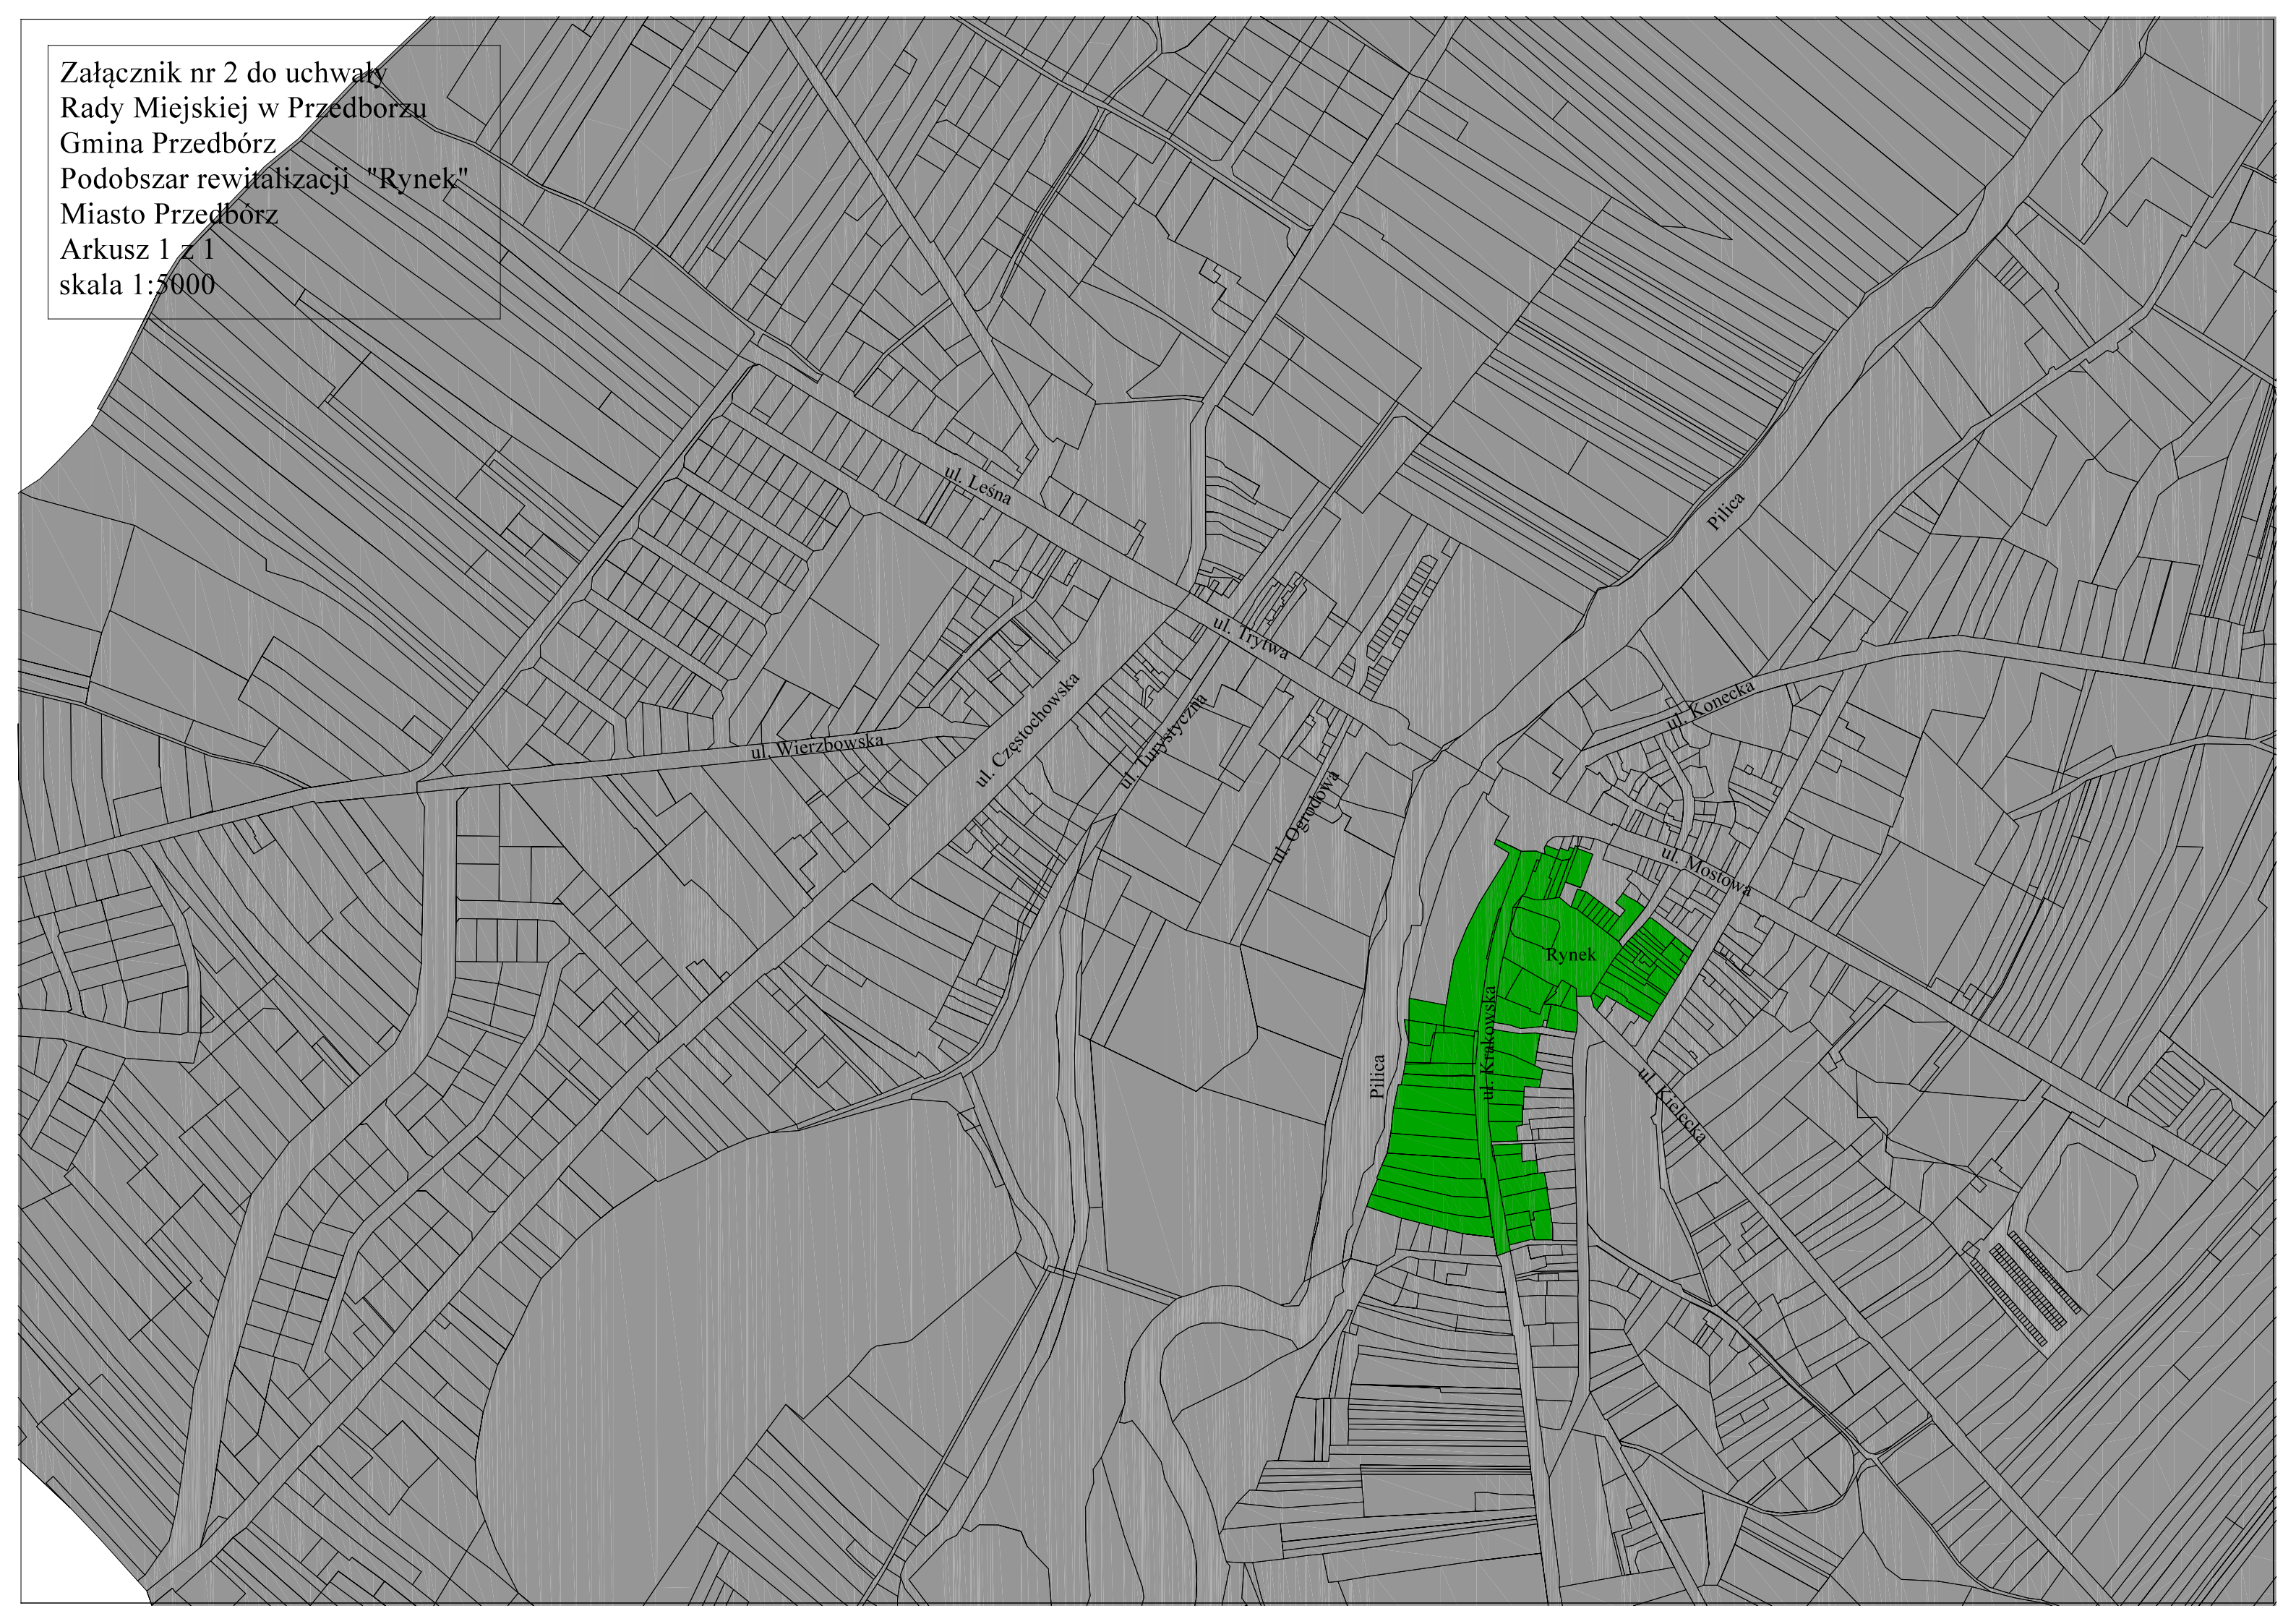 Załącznik nr 2 do uchwały
Rady Miejskiej w Przedborzu
Gmina Przedbórz
Podobszar rewitalizacji "Rynek"
Miasto Przedbórz
Arkusz 1 z 1
skala 1:5000
ul. Leśna
Pilica
ul. Trytwa
ul. Konecka
ul. Częstochowska
ul. Turystyczna
ul. Wierzbowska
ul. Ogrodowa
ul. Mostowa
Rynek
ul. Krakowska
Pilica
ul. Kielecka